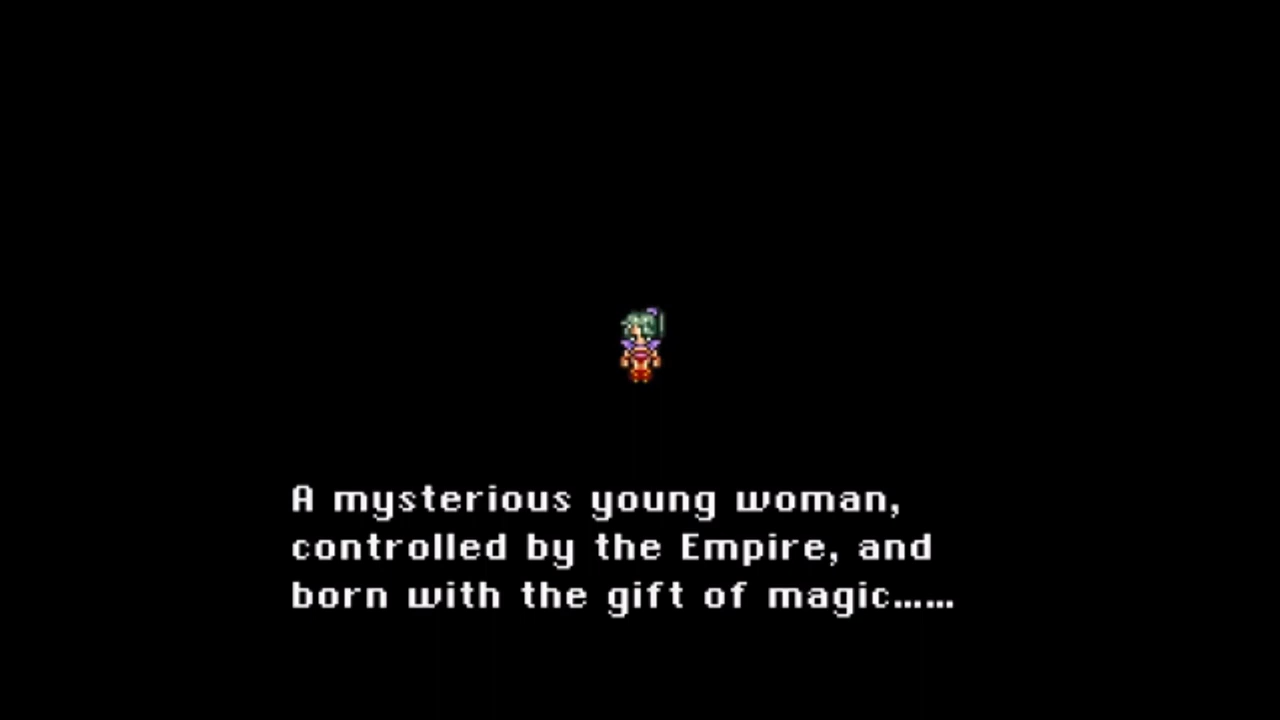 A mysterious young woman,
controlled by the Empire, and
born with the gift of magic……